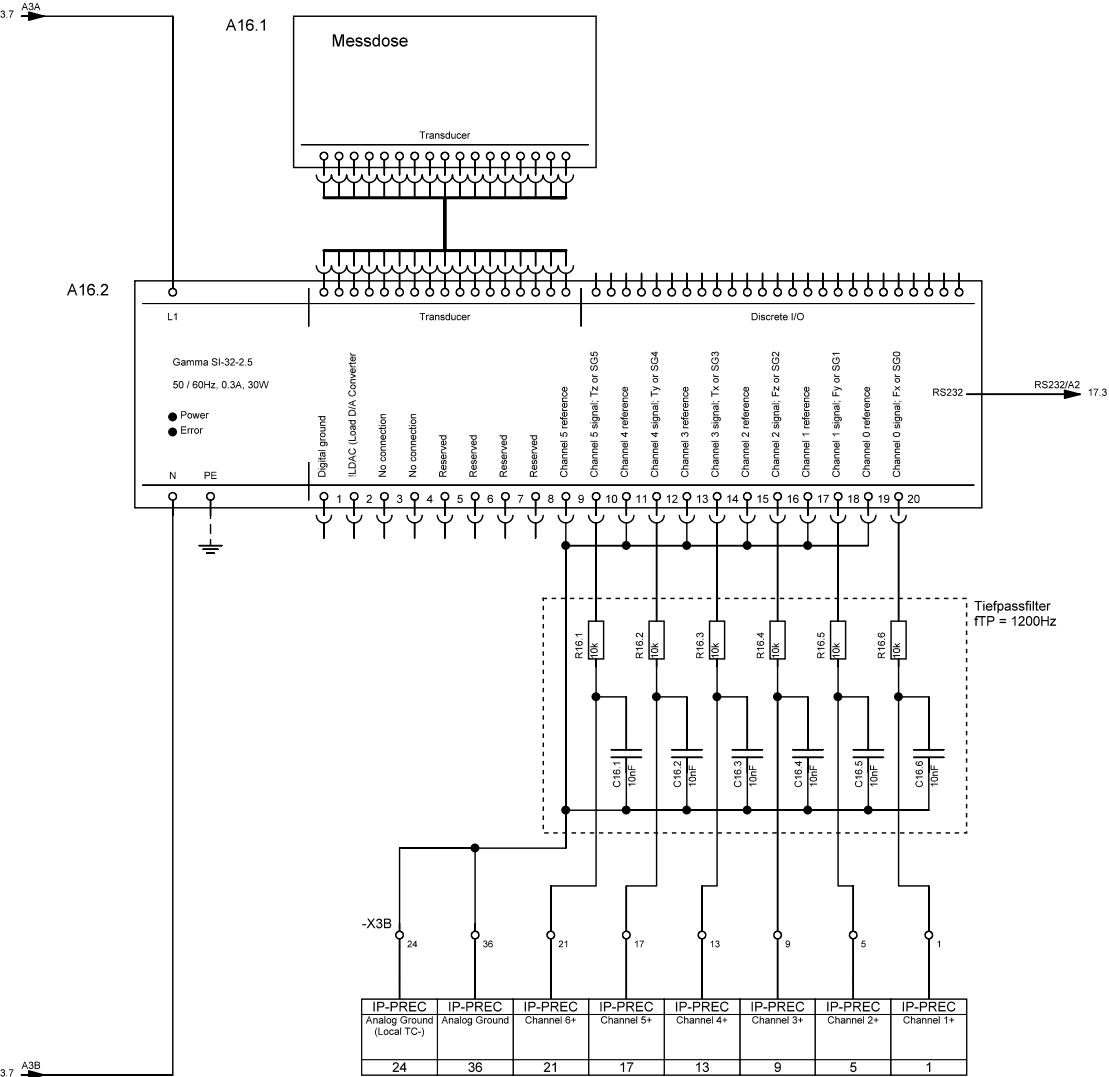 3.7 A3A
A16.1
Messdose
Transducer
A16.2
L1
Transducer
Discrete I/O
Gamma SI-32-2.5
50 / 60Hz, 0.3A, 30W
Power
Error
N
PE
Digital ground
!LDAC (Load D/A Converter
No connection
No connection
Reserved
Reserved
Reserved
Reserved
Channel 5 reference
Channel 5 signal; Tz or SG5
Channel 4 reference
Channel 4 signal; Ty or SG4
Channel 3 reference
Channel 3 signal; Tx or SG3
Channel 2 reference
Channel 2 signal; Fz or SG2
Channel 1 reference
Channel 1 signal; Fy or SG1
Channel 0 reference
Channel 0 signal; Fx or SG0
RS232
RS232/A2
17.3
1 2 3 4 5 6 7 8 9 10 11 12 13 14 15 16 17 18 19 20
Tiefpassfilter
fTP = 1200Hz
R16.1 10k
R16.2 10k
R16.3 10k
R16.4 10k
R16.5 10k
R16.6 10k
C16.1 10nF
C16.2 10nF
C16.3 10nF
C16.4 10nF
C16.5 10nF
C16.6 10nF
-X3B
24 36 21 17 13 9 5 1
IP-PREC IP-PREC IP-PREC IP-PREC IP-PREC IP-PREC IP-PREC IP-PREC
Analog Ground Analog Ground Channel 6+ Channel 5+ Channel 4+ Channel 3+ Channel 2+ Channel 1+
(Local TC-)
24 36 21 17 13 9 5 1
3.7 A3B